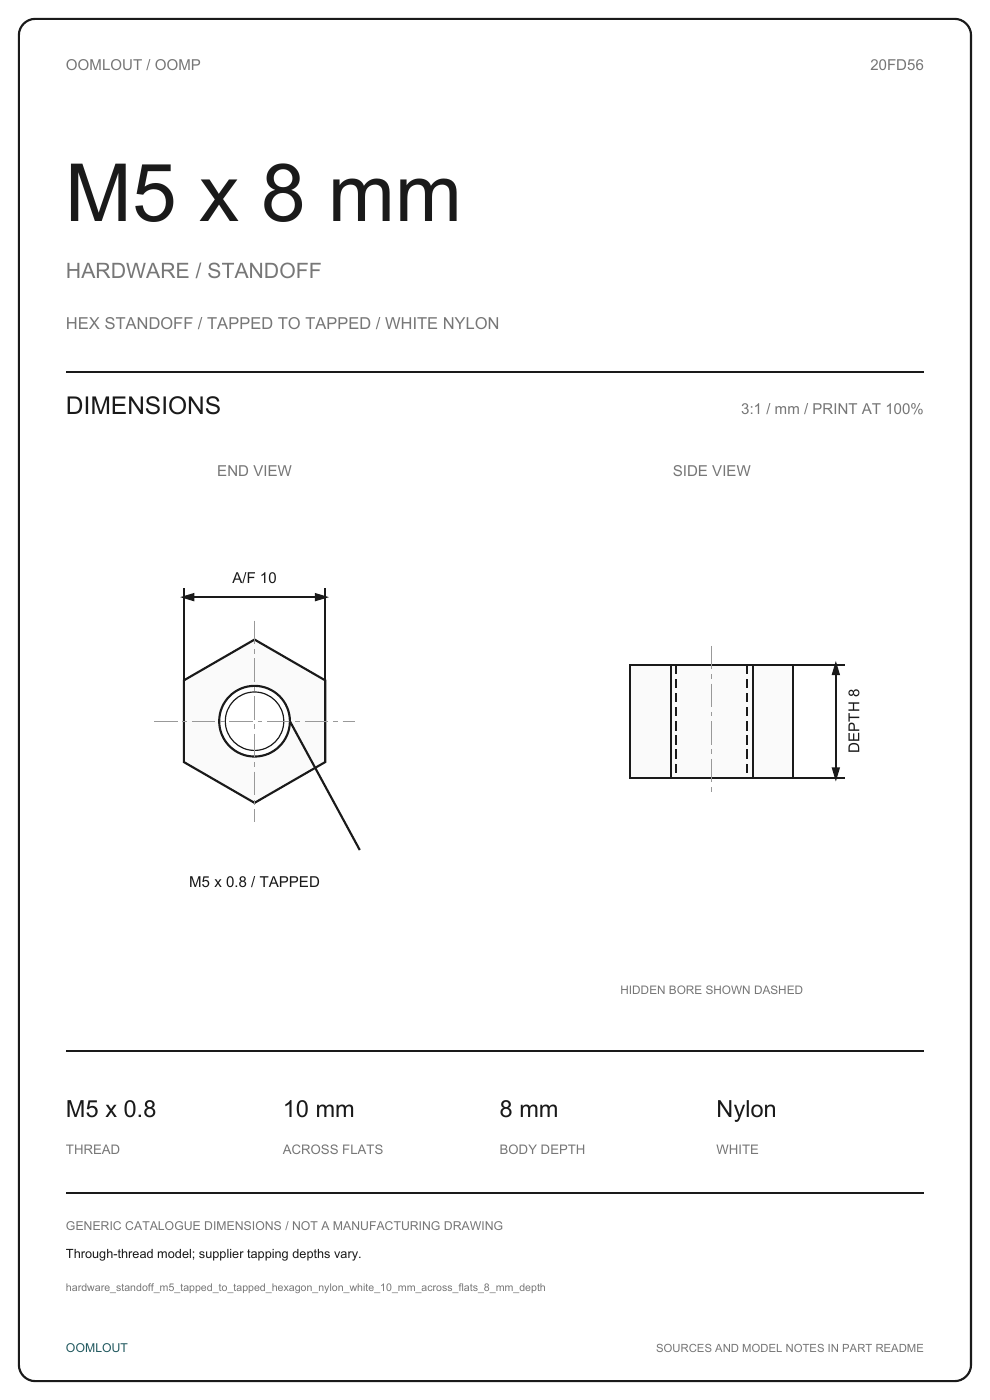 OOMLOUT / OOMP
20FD56
M5 x 8 mm
HARDWARE / STANDOFF
HEX STANDOFF / TAPPED TO TAPPED / WHITE NYLON
DIMENSIONS
3:1 / mm / PRINT AT 100%
END VIEW
SIDE VIEW
A/F 10
DEPTH 8
M5 x 0.8 / TAPPED
HIDDEN BORE SHOWN DASHED
M5 x 0.8
THREAD
10 mm
ACROSS FLATS
8 mm
BODY DEPTH
Nylon
WHITE
GENERIC CATALOGUE DIMENSIONS / NOT A MANUFACTURING DRAWING
Through-thread model; supplier tapping depths vary.
hardware_standoff_m5_tapped_to_tapped_hexagon_nylon_white_10_mm_across_flats_8_mm_depth
OOMLOUT
SOURCES AND MODEL NOTES IN PART README